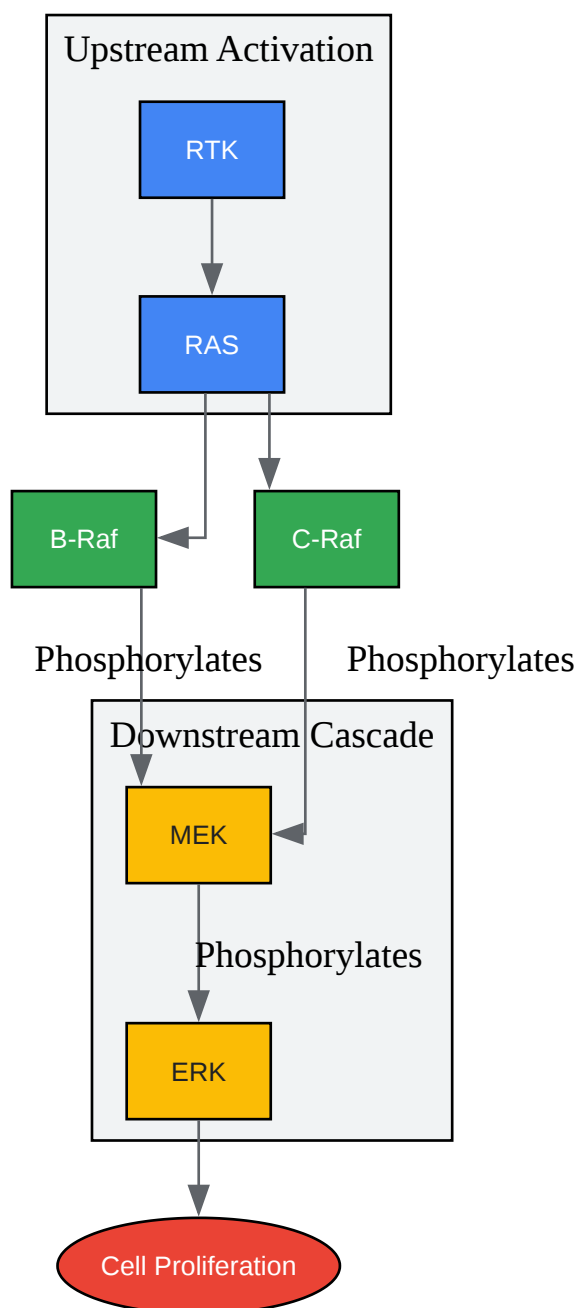 Upstream Activation
RTK
RAS
B-Raf
C-Raf
Phosphorylates
Phosphorylates
Downstream Cascade
MEK
Phosphorylates
ERK
Cell Proliferation